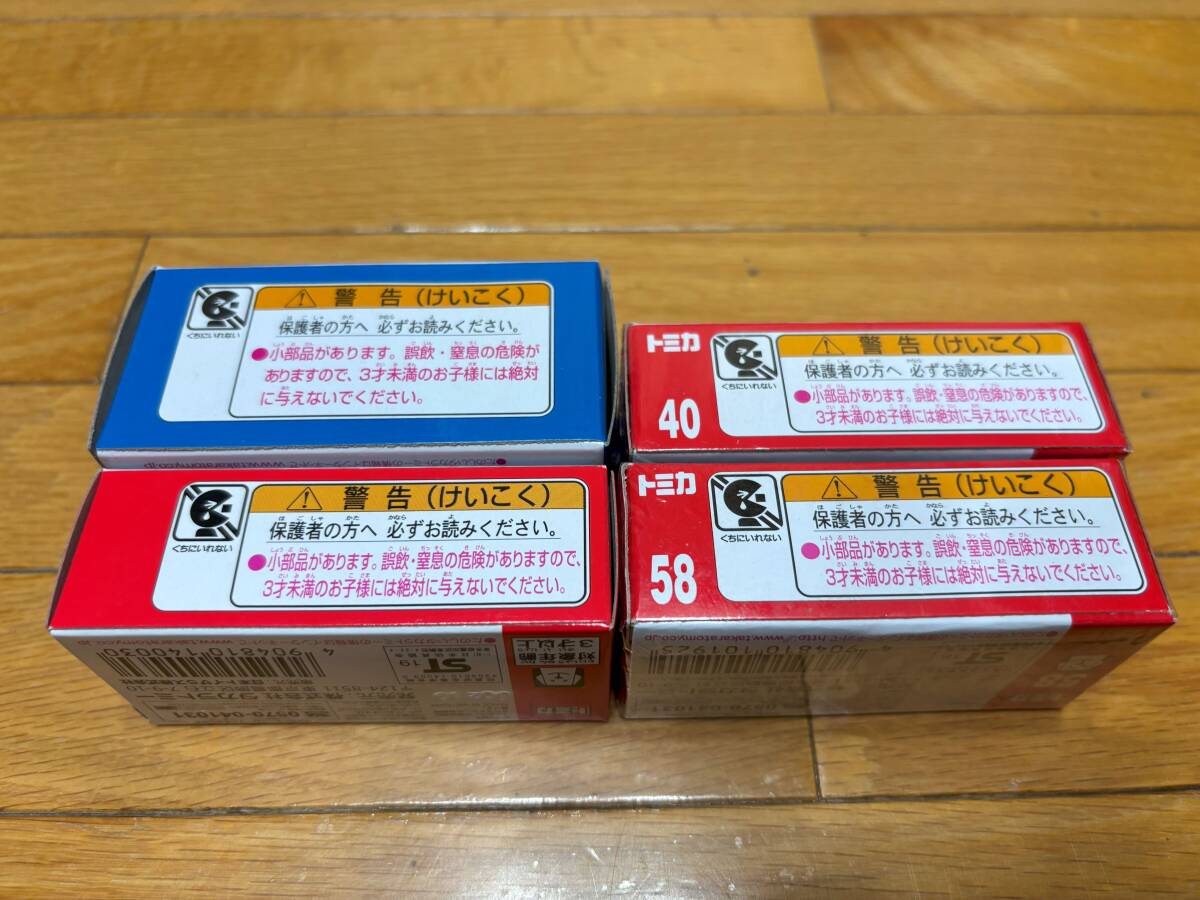 くちにいれない
警告(けいこく)
保護者の方へ 必ずお読みください。
●小部品があります。誤飲・窒息の危険が
ありますので、3才未満のお子様には絶対
に与えないでください。
トミカ
40
くちにいれない
警告(けいこく)
保護者の方へ 必ずお読みください。
●小部品があります。誤飲・窒息の危険がありますので、
3才未満のお子様には絶対に与えないでください。
くちにいれない
警告(けいこく)
保護者の方へ 必ずお読みください。
●小部品があります。誤飲・窒息の危険がありますので、
3才未満のお子様には絶対に与えないでください。
トミカ
58
くちにいれない
警告(けいこく)
保護者の方へ 必ずお読みください。
●小部品があります。誤飲・窒息の危険がありますので、
3才未満のお子様には絶対に与えないでください。
4904810140030
対象年齢
3才以上
ST
19
0570-041031
4904810101925